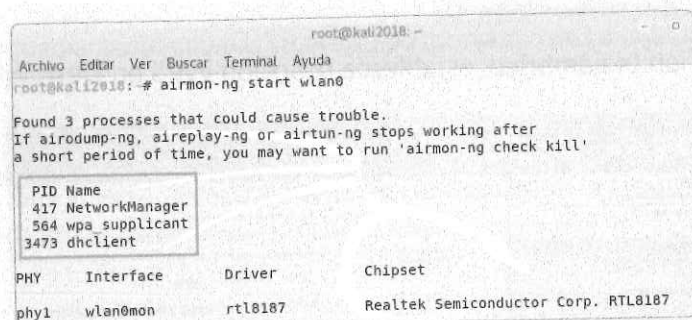 root@kali2018: ~
Archivo Editar Ver Buscar Terminal Ayuda
root@kali2018: ~# airmon-ng start wlan0
Found 3 processes that could cause trouble.
If airodump-ng, aireplay-ng or airtun-ng stops working after
a short period of time, you may want to run 'airmon-ng check kill'
PID Name
417 NetworkManager
564 wpa_supplicant
3473 dhclient
PHY Interface Driver Chipset
phy1 wlan0mon rtl8187 Realtek Semiconductor Corp. RTL8187